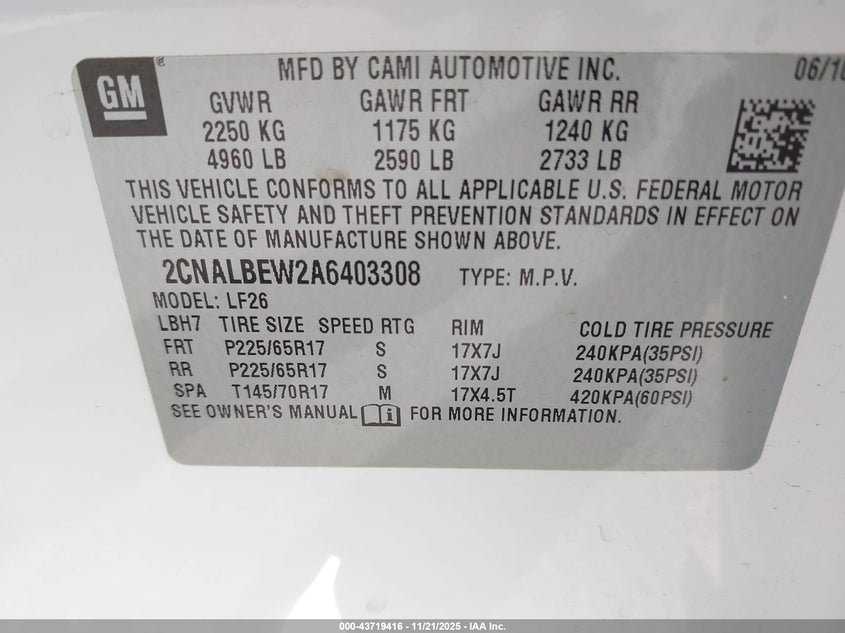 GM
MFD BY CAMI AUTOMOTIVE INC. 06/10
GVWR GAWR FRT GAWR RR
2250 KG 1175 KG 1240 KG
4960 LB 2590 LB 2733 LB
THIS VEHICLE CONFORMS TO ALL APPLICABLE U.S. FEDERAL MOTOR
VEHICLE SAFETY AND THEFT PREVENTION STANDARDS IN EFFECT ON
THE DATE OF MANUFACTURE SHOWN ABOVE.
2CNALBEW2A6403308 TYPE: M.P.V.
MODEL: LF26
LBH7 TIRE SIZE SPEED RTG RIM COLD TIRE PRESSURE
FRT P225/65R17 S 17X7J 240KPA(35PSI)
RR P225/65R17 S 17X7J 240KPA(35PSI)
SPA T145/70R17 M 17X4.5T 420KPA(60PSI)
SEE OWNER'S MANUAL FOR MORE INFORMATION.
000-43719416 - 11/21/2025 - IAA Inc.